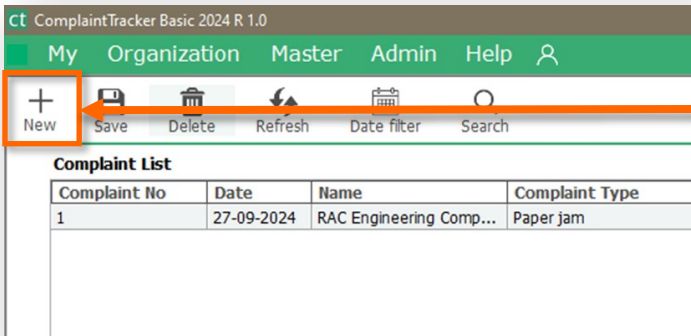 ct ComplaintTracker Basic 2024 R 1.0
My Organization Master Admin Help
New Save Delete Refresh Date filter Search
Complaint List
Complaint No Date Name Complaint Type
1 27-09-2024 RAC Engineering Comp... Paper jam